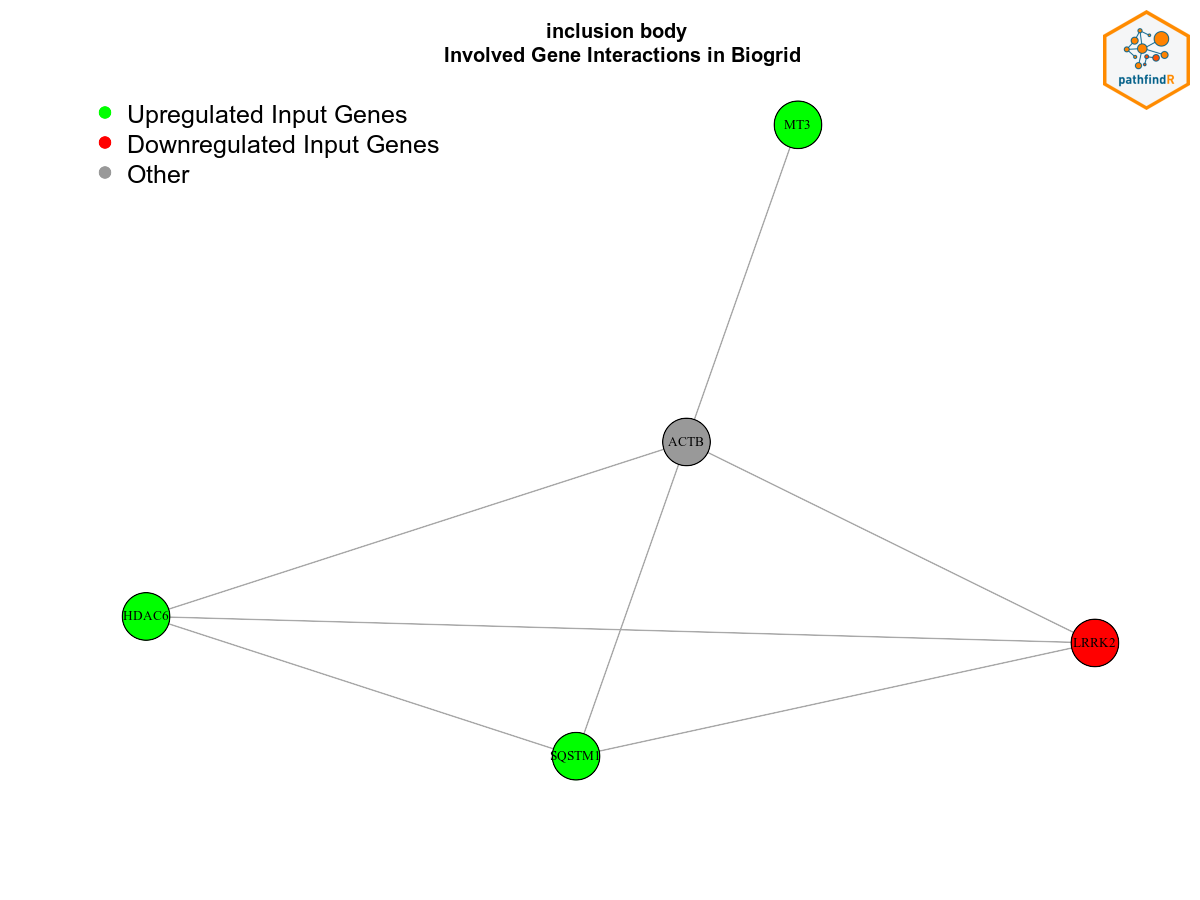 inclusion body
Involved Gene Interactions in Biogrid
pathfindR
Upregulated Input Genes
Downregulated Input Genes
Other
MT3
ACTB
HDAC6
LRRK2
SQSTM1